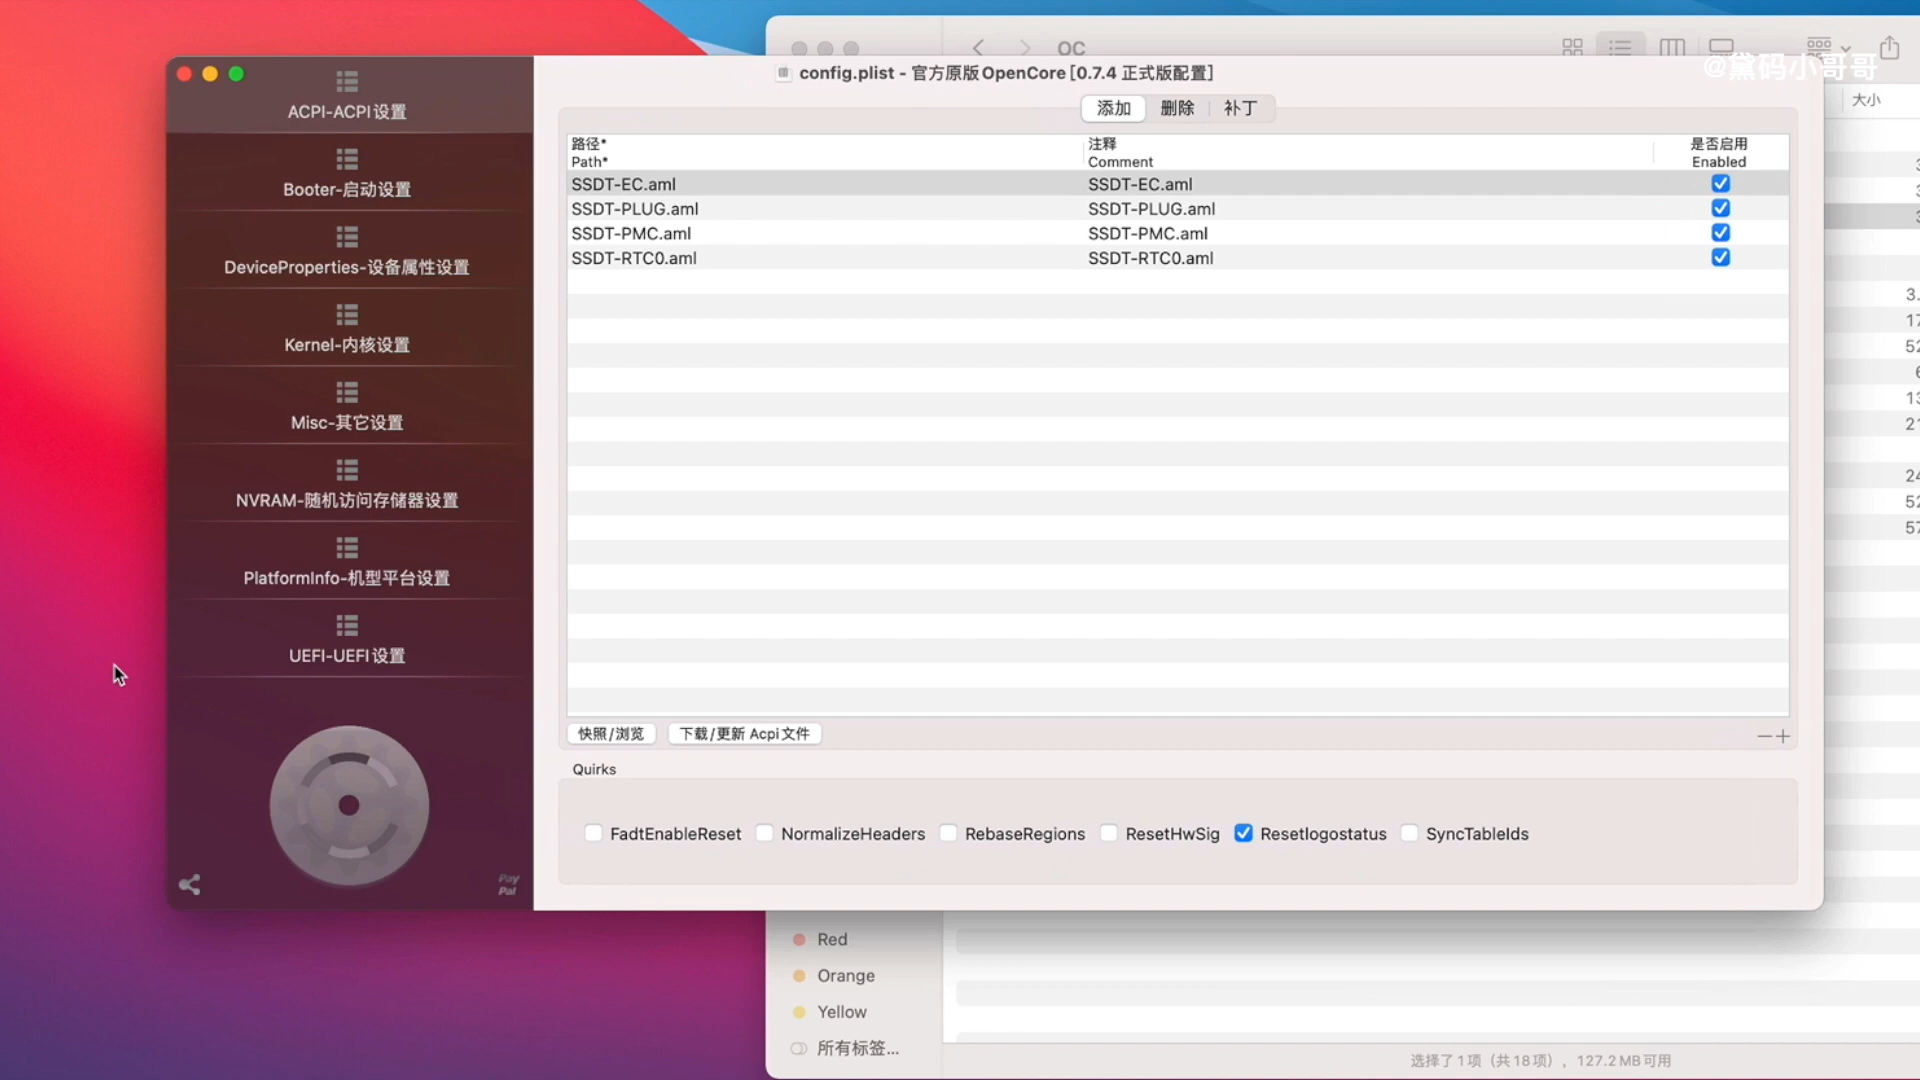 OC
@黛码小哥哥
大小
config.plist - 官方原版OpenCore [0.7.4 正式版配置]
ACPI-ACPI设置
Booter-启动设置
DeviceProperties-设备属性设置
Kernel-内核设置
Misc-其它设置
NVRAM-随机访问存储器设置
PlatformInfo-机型平台设置
UEFI-UEFI设置
Pay
Pal
添加 删除 补丁
路径* 注释 是否启用
Path* Comment Enabled
SSDT-EC.aml SSDT-EC.aml
SSDT-PLUG.aml SSDT-PLUG.aml
SSDT-PMC.aml SSDT-PMC.aml
SSDT-RTC0.aml SSDT-RTC0.aml
快照/浏览 下载/更新 Acpi文件
Quirks
FadtEnableReset NormalizeHeaders RebaseRegions ResetHwSig Resetlogostatus SyncTableIds
Red
Orange
Yellow
所有标签...
选择了1项（共18项），127.2 MB可用